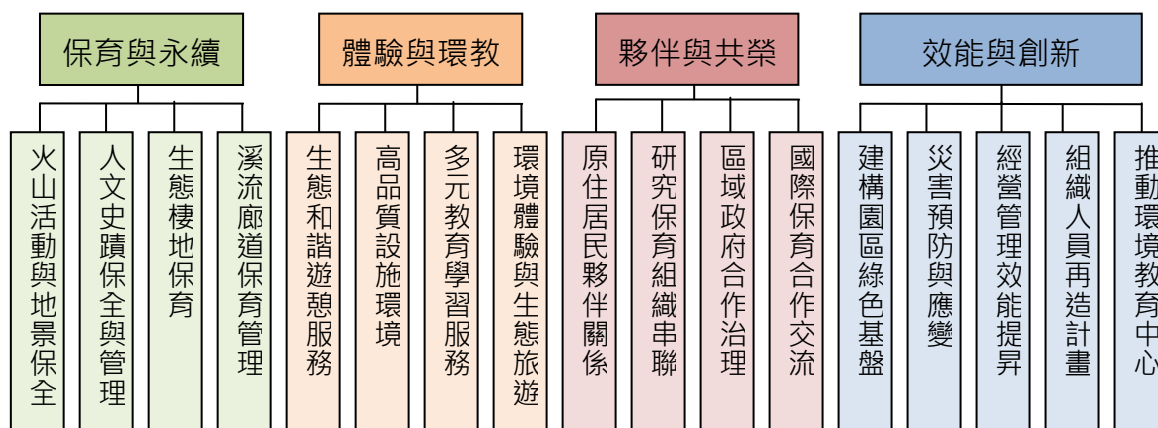 保育與永續
體驗與環教
夥伴與共榮
效能與創新
火山活動與地景保全
人文史蹟保全與管理
生態棲地保育
溪流廊道保育管理
生態和諧遊憩服務
高品質設施環境
多元教育學習服務
環境體驗與生態旅遊
原住居民夥伴關係
研究保育組織串聯
區域政府合作治理
國際保育合作交流
建構園區綠色基盤
災害預防與應變
經營管理效能提昇
組織人員再造計畫
推動環境教育中心